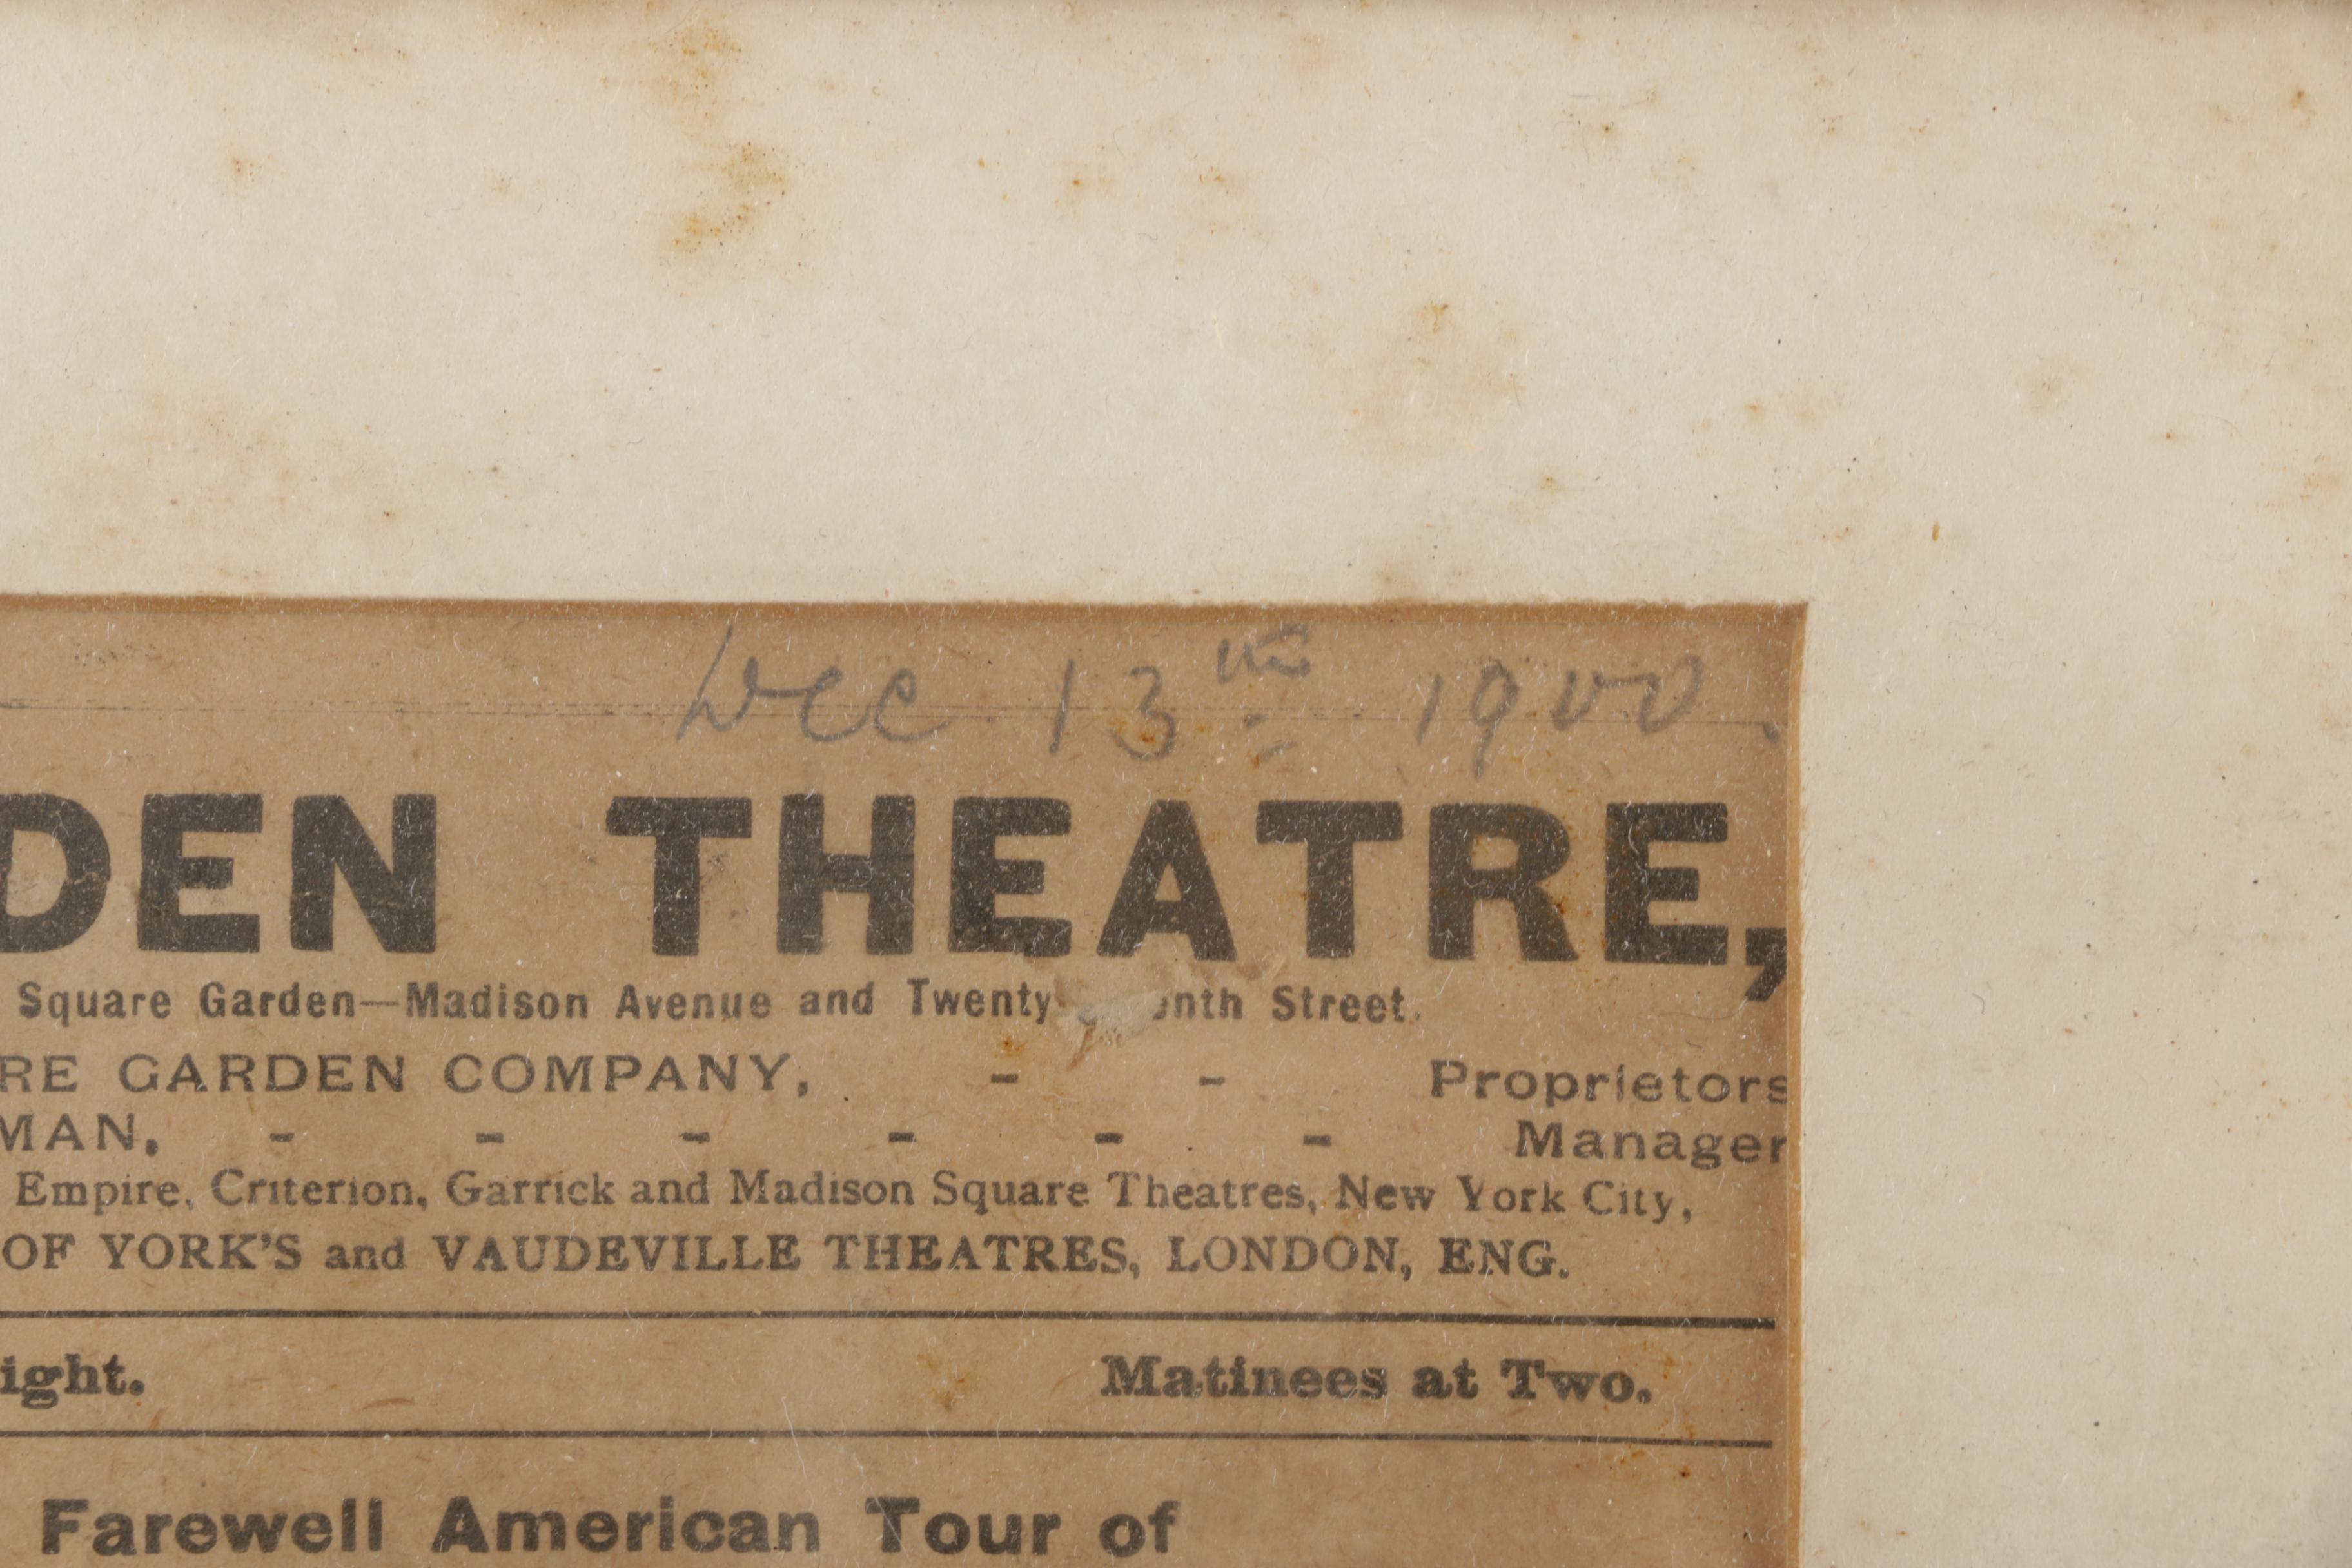 Dec. 13th 1900.
DEN THEATRE,
Square Garden—Madison Avenue and Twenty enth Street.
RE GARDEN COMPANY, - - Proprietors
MAN, - - - - - - Manager
Empire, Criterion, Garrick and Madison Square Theatres, New York City,
OF YORK'S and VAUDEVILLE THEATRES, LONDON, ENG.
ight. Matinees at Two.
Farewell American Tour of